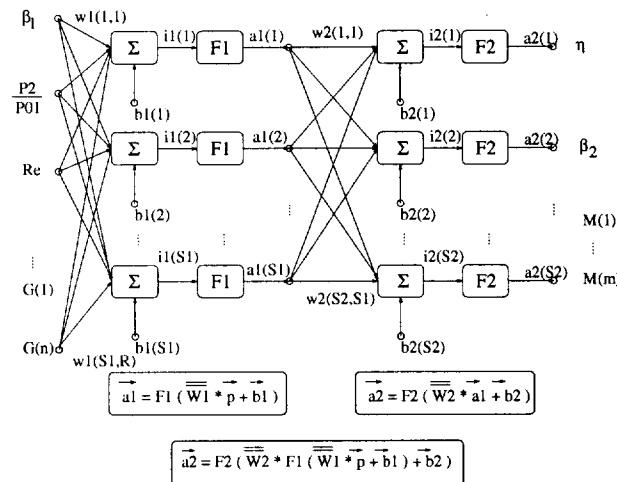 β1 w1(1,1) i1(1) a1(1) w2(1,1) i2(1) a2(1)
Σ F1 Σ F2 η
P2
P01
b1(1) b2(1)
i1(2) a1(2) i2(2) a2(2)
Σ F1 Σ F2 β2
Re
b1(2) b2(2)
M(1)
i1(S1) a1(S1) i2(S2) a2(S2)
G(1) Σ F1 Σ F2 M(m)
w2(S2,S1)
G(n) w1(S1,R) b1(S1) b2(S2)
a1 = F1 ( W1 * p + b1 )
a2 = F2 ( W2 * a1 + b2 )
a2 = F2 ( W2 * F1 ( W1 * p + b1 ) + b2 )